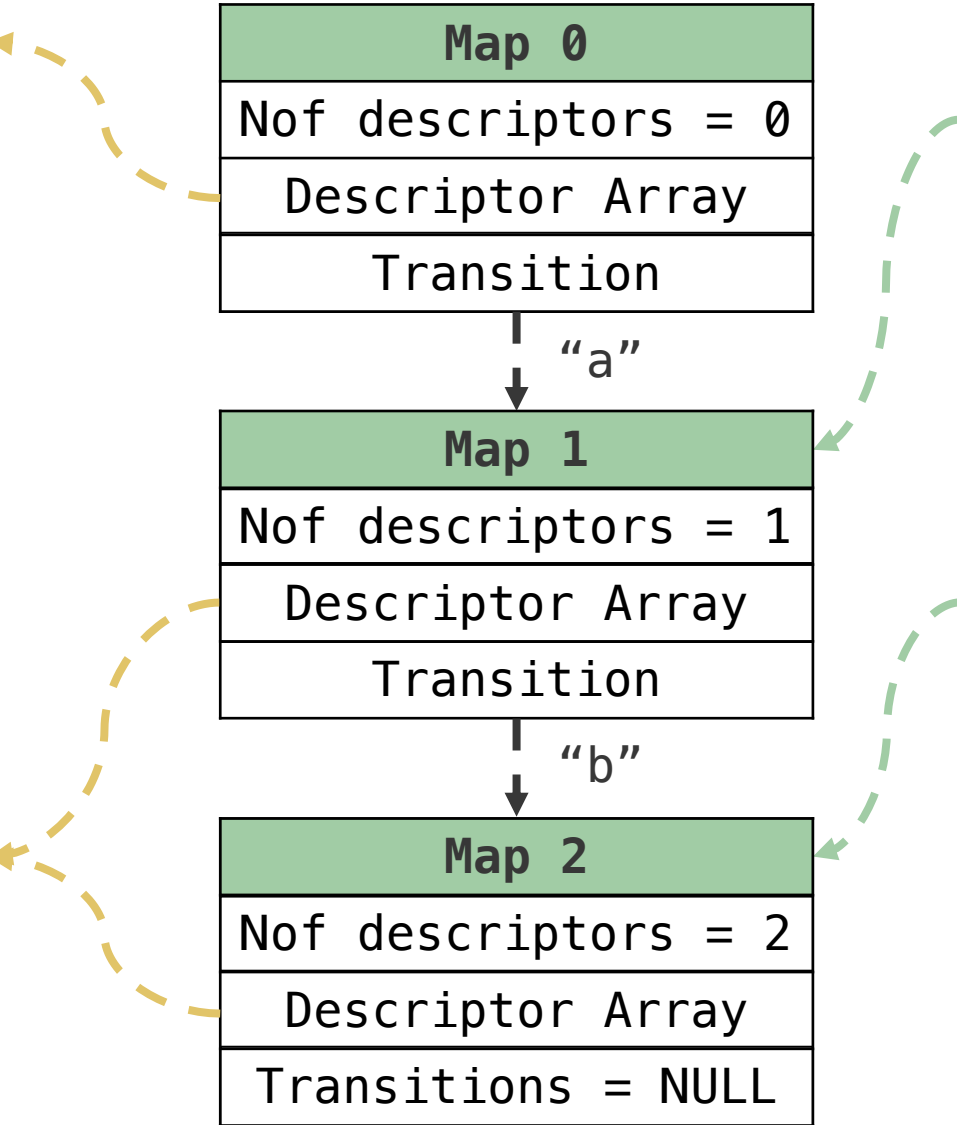 Map 0
Nof descriptors = 0
Descriptor Array
Transition
“a”
Map 1
Nof descriptors = 1
Descriptor Array
Transition
“b”
Map 2
Nof descriptors = 2
Descriptor Array
Transitions = NULL